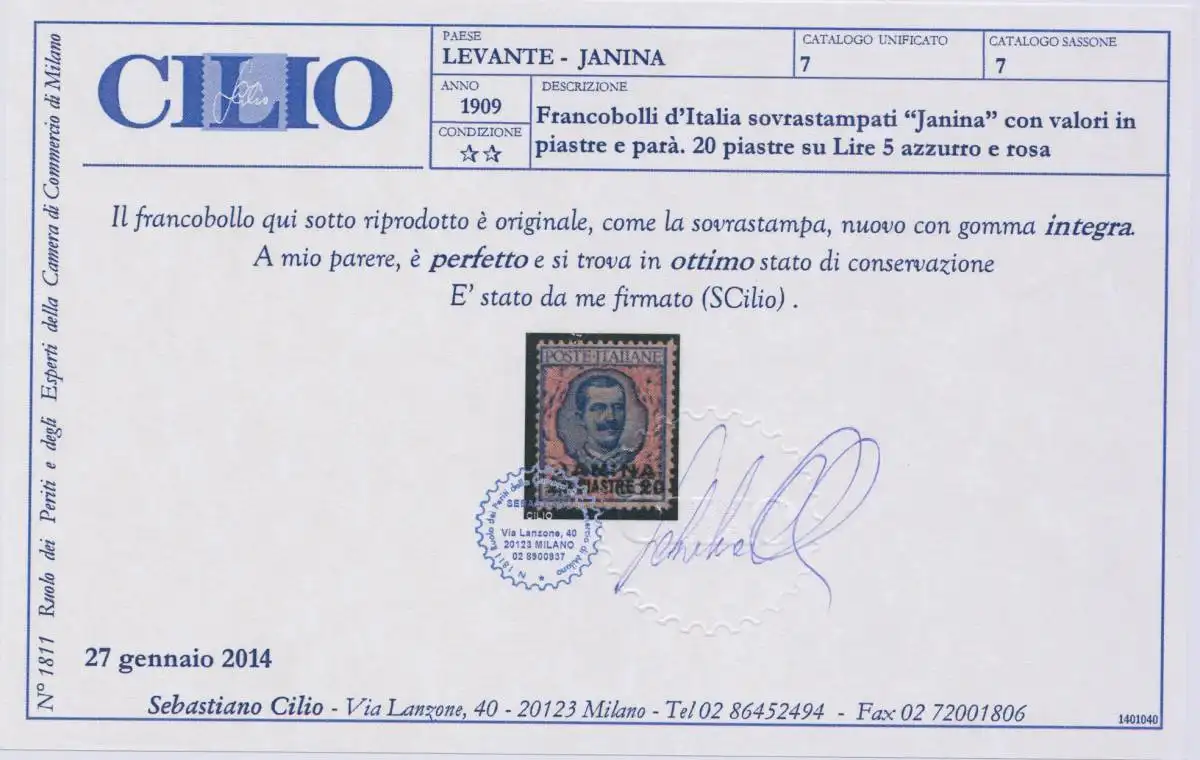 CILIO
PAESE
LEVANTE - JANINA
CATALOGO UNIFICATO
7
CATALOGO SASSONE
7
ANNO
1909
CONDIZIONE
DESCRIZIONE
Francobolli d'Italia sovrastampati "Janina" con valori in
piastre e parà. 20 piastre su Lire 5 azzurro e rosa
Il francobollo qui sotto riprodotto è originale, come la sovrastampa, nuovo con gomma integra.
A mio parere, è perfetto e si trova in ottimo stato di conservazione
E' stato da me firmato (SCilio) .
POSTE·ITALIANE
JANINA
20 PIASTRE 20
CILIO
Via Lanzone, 40
20123 MILANO
N° 1811 Ruolo dei Periti e degli Esperti della Camera di Commercio di Milano
27 gennaio 2014
Sebastiano Cilio - Via Lanzone, 40 - 20123 Milano - Tel 02 86452494 - Fax 02 72001806
1401040